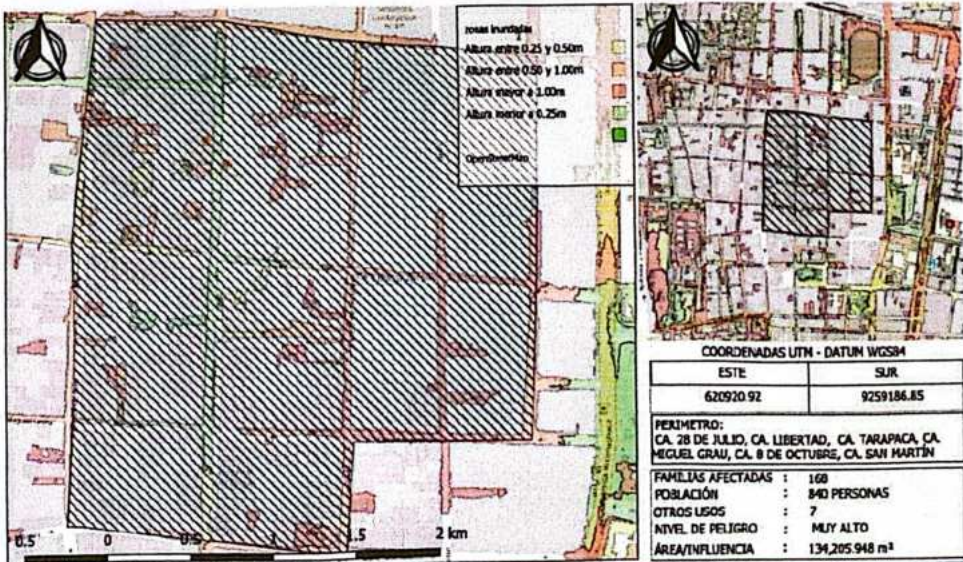 zonas inundadas
Altura entre 0.25 y 0.50m
Altura entre 0.50 y 1.00m
Altura mayor a 1.00m
Altura menor a 0.25m
OpenStreetMap
0.5 0 0.5 1 1.5 2 km
COORDENADAS UTM - DATUM WGS84
ESTE SUR
620920.92 9259186.85
PERIMETRO:
CA. 28 DE JULIO, CA. LIBERTAD, CA. TARAPACA, CA.
MIGUEL GRAU, CA. 8 DE OCTUBRE, CA. SAN MARTÍN
FAMILIAS AFECTADAS : 168
POBLACIÓN : 840 PERSONAS
OTROS USOS : 7
NIVEL DE PELIGRO : MUY ALTO
ÁREA/INFLUENCIA : 134,205.948 m²